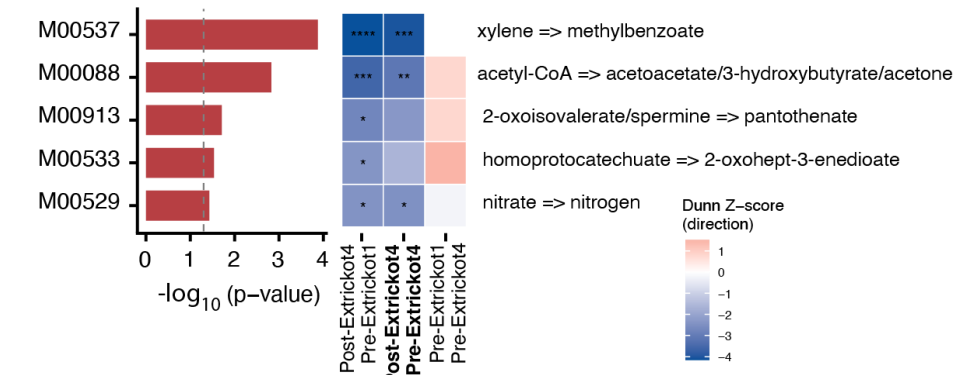 M00537
**** ***
xylene => methylbenzoate
M00088
*** **
acetyl-CoA => acetoacetate/3-hydroxybutyrate/acetone
M00913
*
2-oxoisovalerate/spermine => pantothenate
M00533
*
homoprotocatechuate => 2-oxohept-3-enedioate
M00529
* *
nitrate => nitrogen
0 1 2 3 4
-log10 (p−value)
Post-Extrickot4
Pre-Extrickot1
Post-Extrickot4
Pre-Extrickot4
Pre-Extrickot1
Pre-Extrickot4
Dunn Z−score
(direction)
1
0
−1
−2
−3
−4